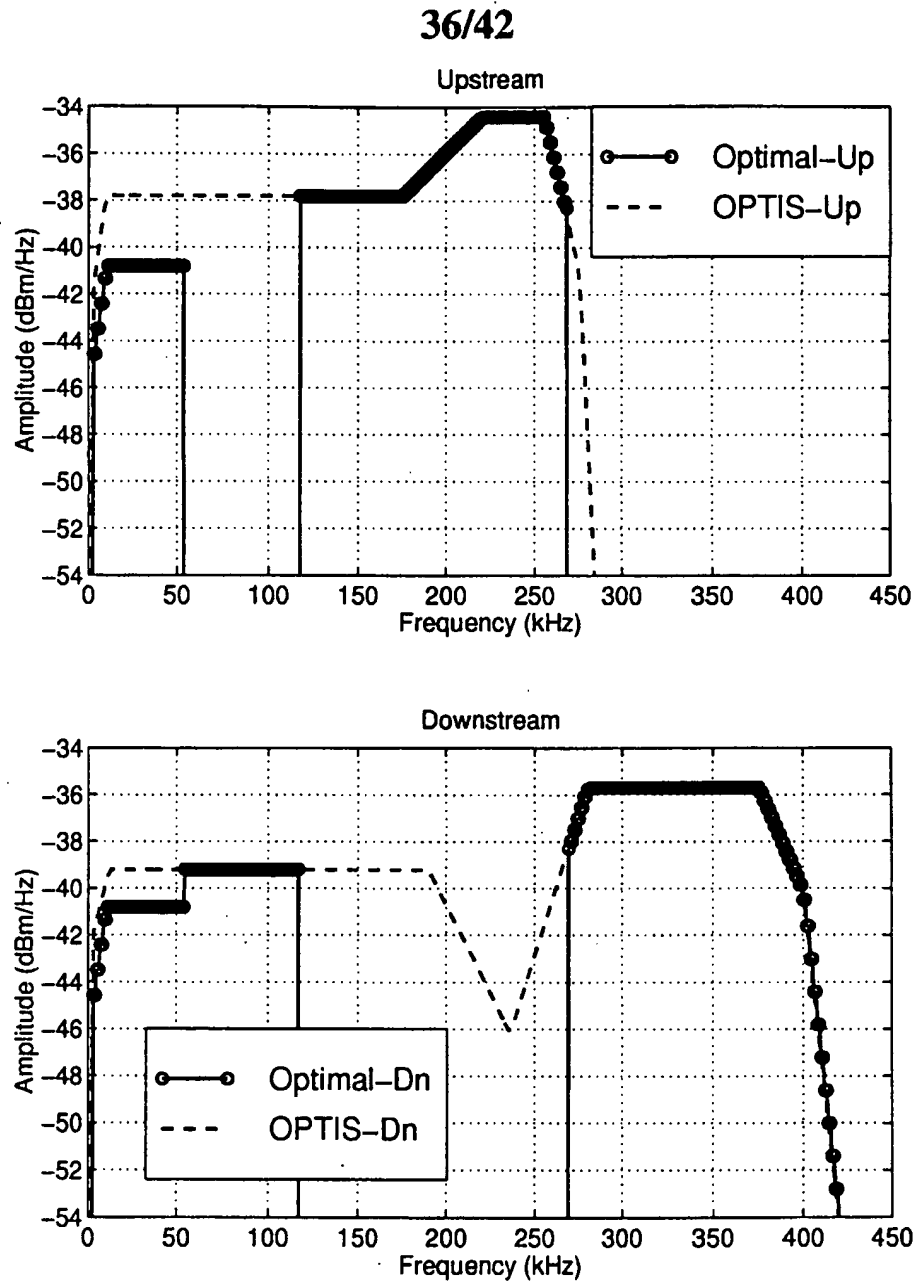 36/42
Upstream
Amplitude (dBm/Hz)
−34
−36
−38
−40
−42
−44
−46
−48
−50
−52
−54
0 50 100 150 200 250 300 350 400 450
Frequency (kHz)
Optimal−Up
OPTIS−Up
Downstream
Amplitude (dBm/Hz)
−34
−36
−38
−40
−42
−44
−46
−48
−50
−52
−54
0 50 100 150 200 250 300 350 400 450
Frequency (kHz)
Optimal−Dn
OPTIS−Dn